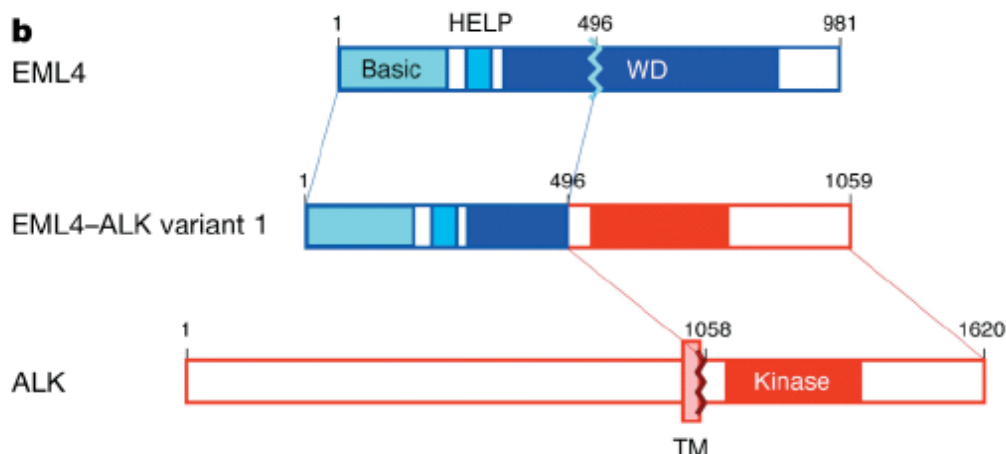 b
1 HELP 496 981
EML4 Basic WD
1 496 1059
EML4–ALK variant 1
1 1058 1620
ALK Kinase
TM